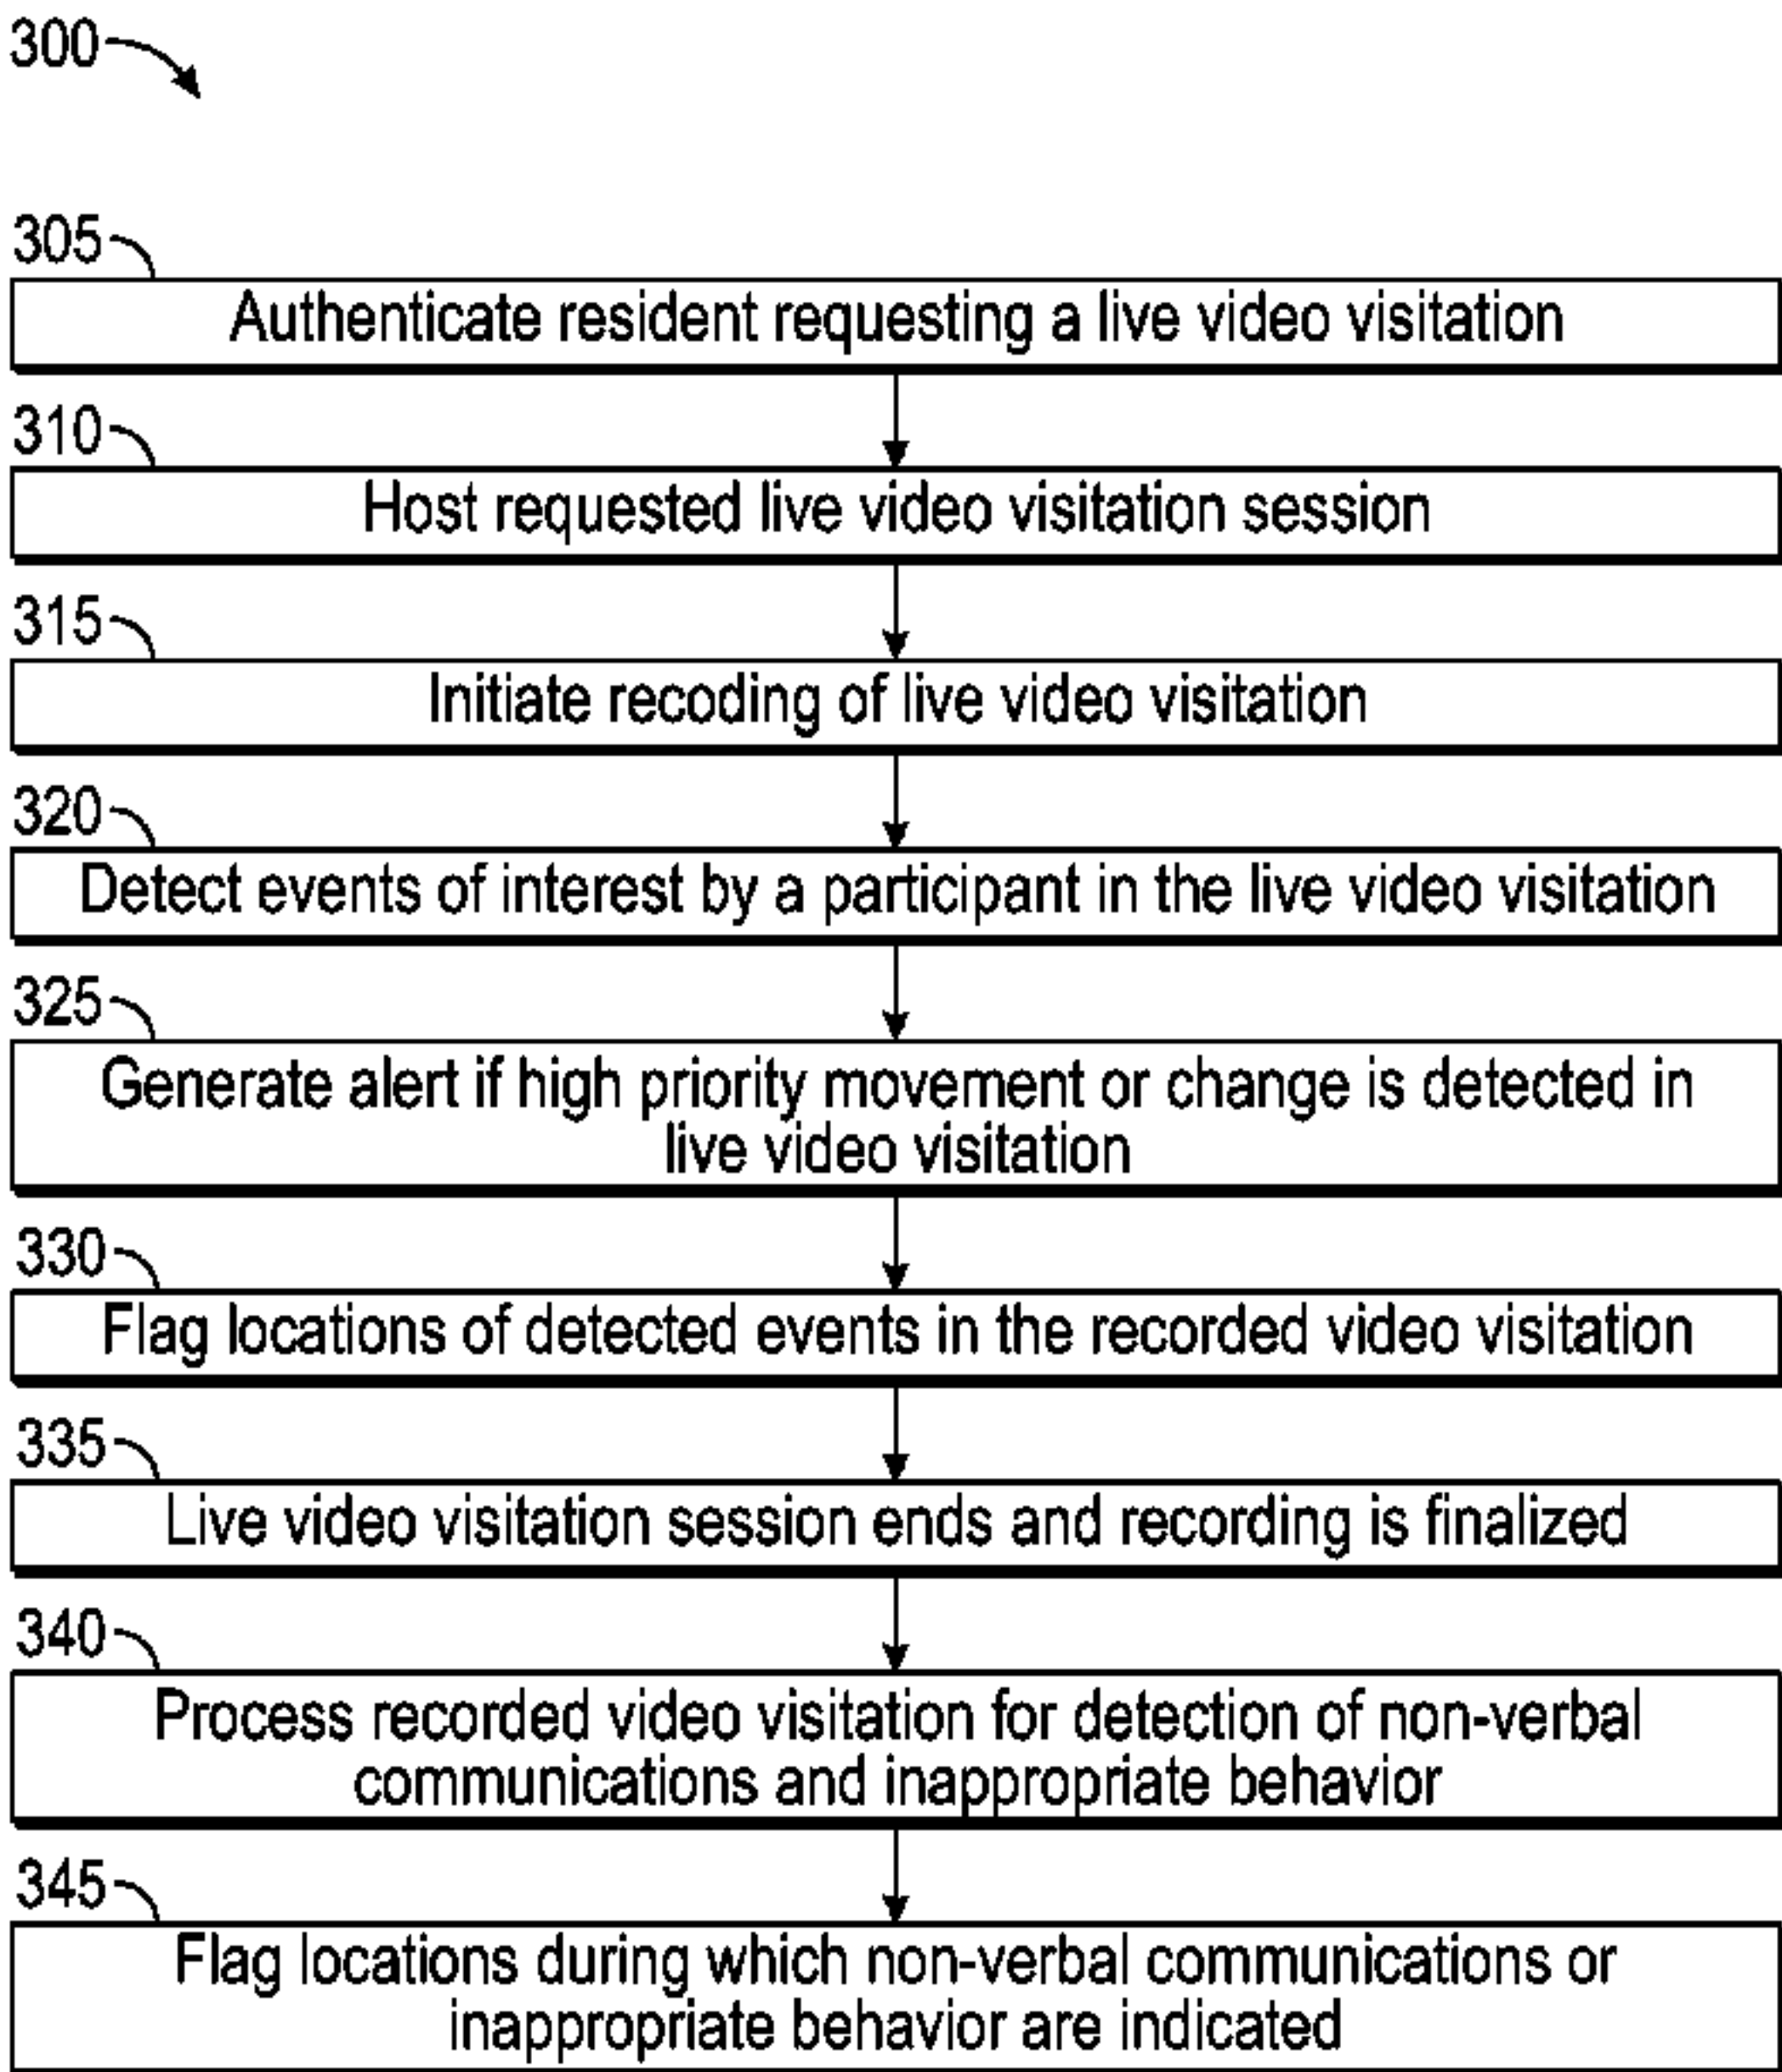 300
305
Authenticate resident requesting a live video visitation
310
Host requested live video visitation session
315
Initiate recoding of live video visitation
320
Detect events of interest by a participant in the live video visitation
325
Generate alert if high priority movement or change is detected in
live video visitation
330
Flag locations of detected events in the recorded video visitation
335
Live video visitation session ends and recording is finalized
340
Process recorded video visitation for detection of non-verbal
communications and inappropriate behavior
345
Flag locations during which non-verbal communications or
inappropriate behavior are indicated